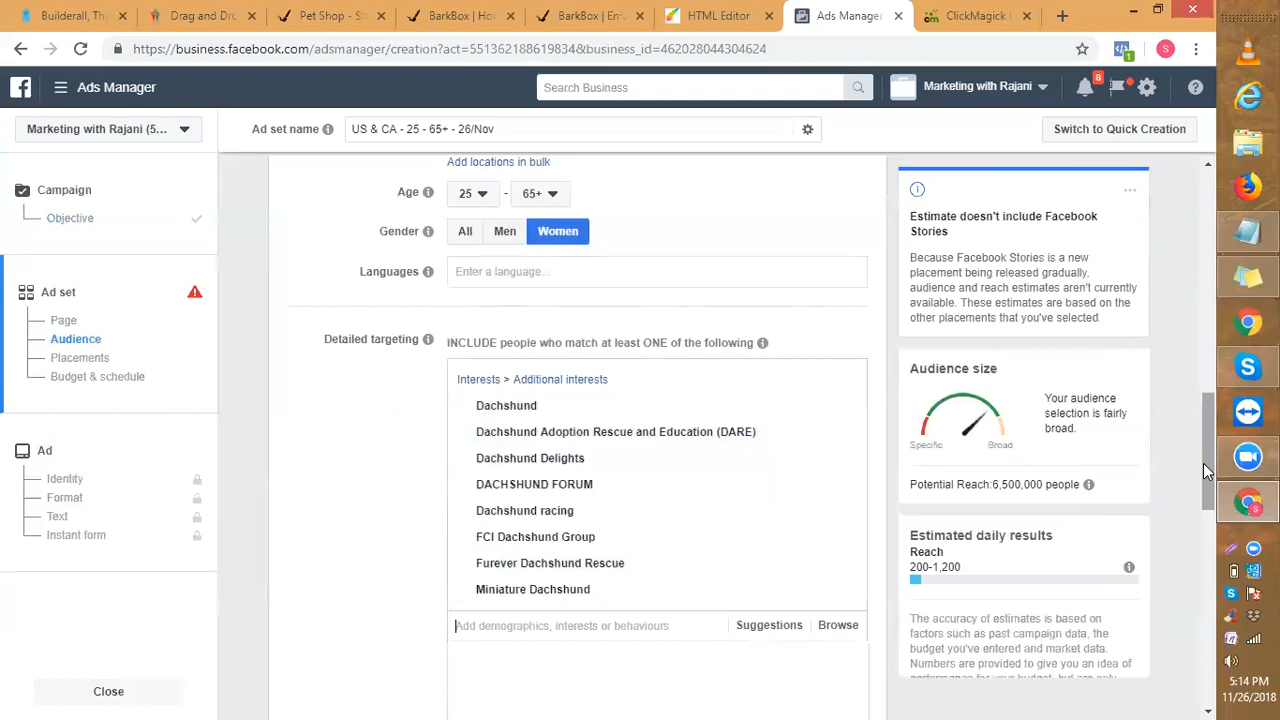 Builderall, Th
Drag and Dr
Pet Shop - S
BarkBox | Ho
BarkBox | Em
HTML Editor
Ads Manager
ClickMagick |
https://business.facebook.com/adsmanager/creation?act=551362188619834&business_id=462028044304624
1
S
Ads Manager
Search Business
Marketing with Rajani
8
Marketing with Rajani (5...
Ad set name
US & CA - 25 - 65+ - 26/Nov
Switch to Quick Creation
Campaign
Objective
Ad set
Page
Audience
Placements
Budget & schedule
Ad
Identity
Format
Text
Instant form
Close
Add locations in bulk
Age
25 - 65+
Gender
All Men Women
Languages
Enter a language...
Detailed targeting
INCLUDE people who match at least ONE of the following
Interests > Additional interests
Dachshund
Dachshund Adoption Rescue and Education (DARE)
Dachshund Delights
DACHSHUND FORUM
Dachshund racing
FCI Dachshund Group
Furever Dachshund Rescue
Miniature Dachshund
Add demographics, interests or behaviours
Suggestions
Browse
Estimate doesn't include Facebook
Stories
Because Facebook Stories is a new
placement being released gradually,
audience and reach estimates aren't currently
available. These estimates are based on the
other placements that you've selected.
Audience size
Specific
Broad
Your audience
selection is fairly
broad.
Potential Reach:6,500,000 people
Estimated daily results
Reach
200-1,200
The accuracy of estimates is based on
factors such as past campaign data, the
budget you've entered and market data.
Numbers are provided to give you an idea of
5:14 PM
11/26/2018